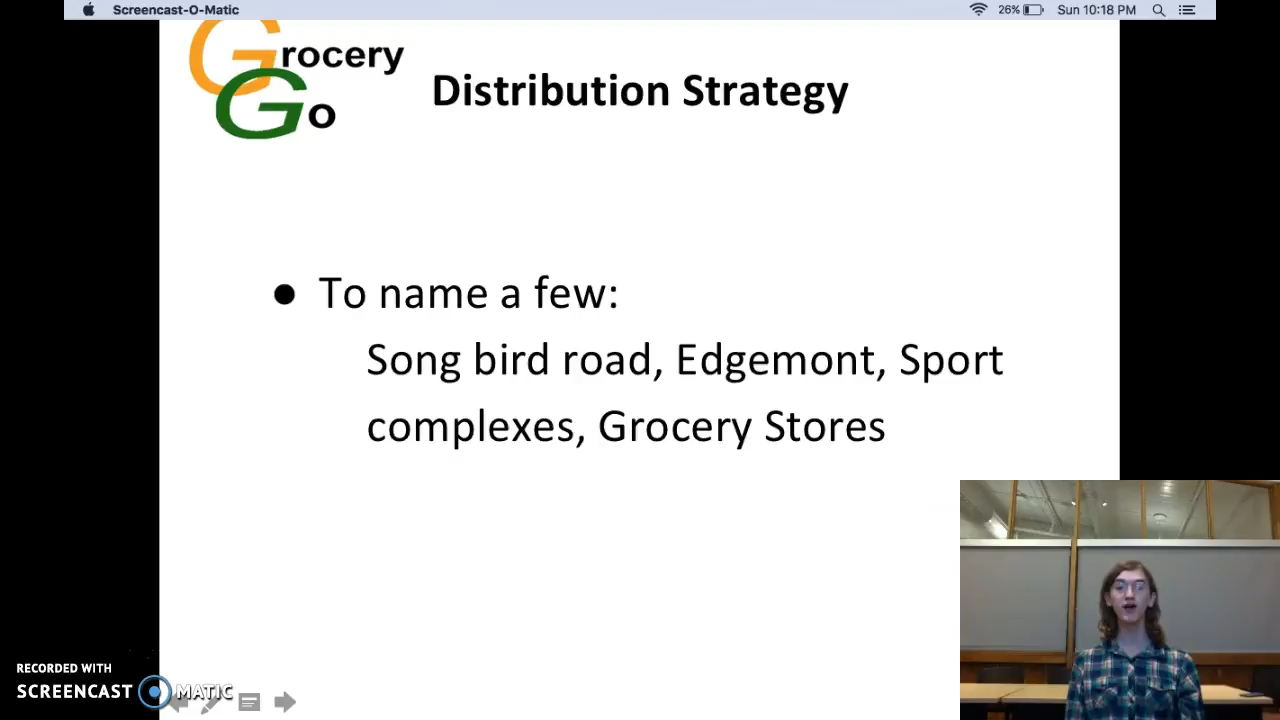 Screencast-O-Matic
26%
Sun 10:18 PM
Grocery
Go
Distribution Strategy
● To name a few:
Song bird road, Edgemont, Sport
complexes, Grocery Stores
RECORDED WITH
SCREENCAST MATIC